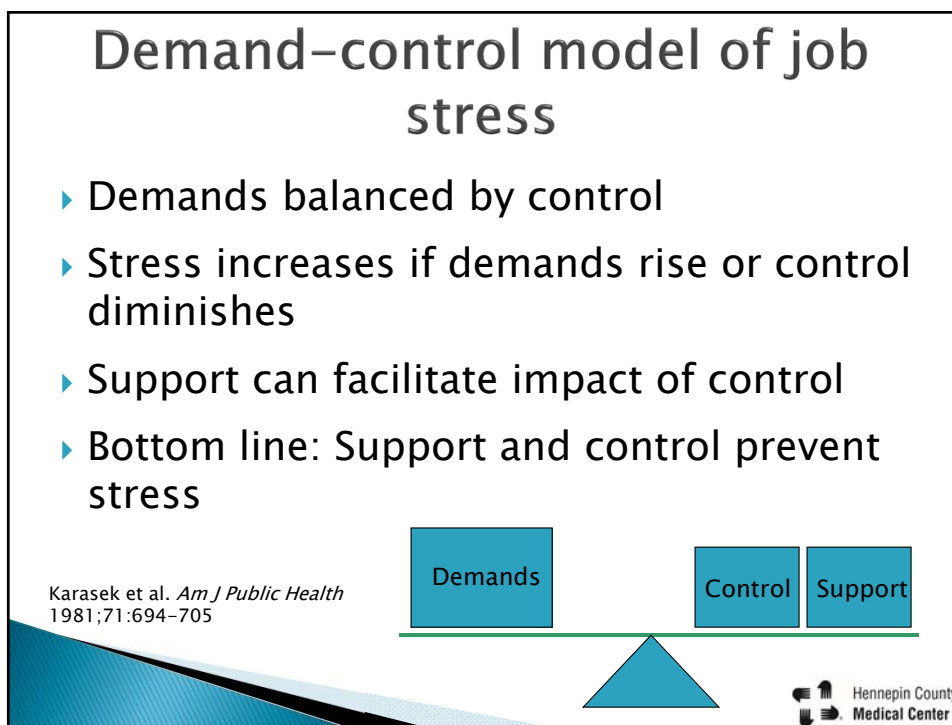 Demand-control model of job
stress
Demands balanced by control
Stress increases if demands rise or control
diminishes
Support can facilitate impact of control
Bottom line: Support and control prevent
stress
Karasek et al. Am J Public Health
1981;71:694-705
Demands
Control
Support
Hennepin County
Medical Center